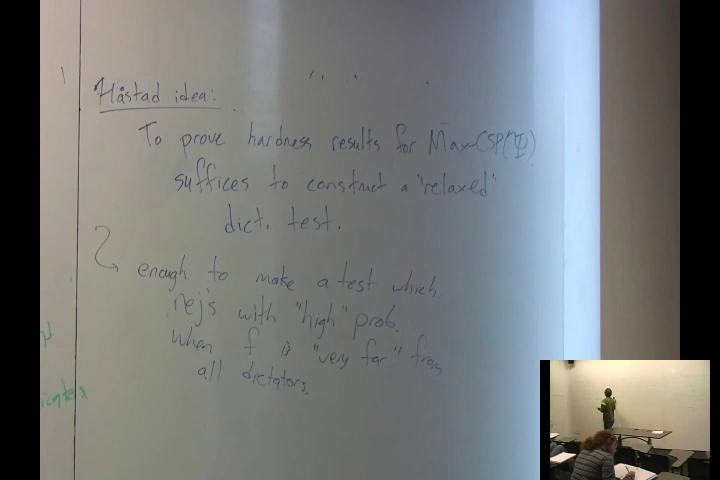 Håstad idea:
To prove hardness results for Max-CSP(Ψ)
suffices to construct a "relaxed"
dict. test.
enough to make a test which
rej's with "high" prob.
when f is "very far" from
all dictators.